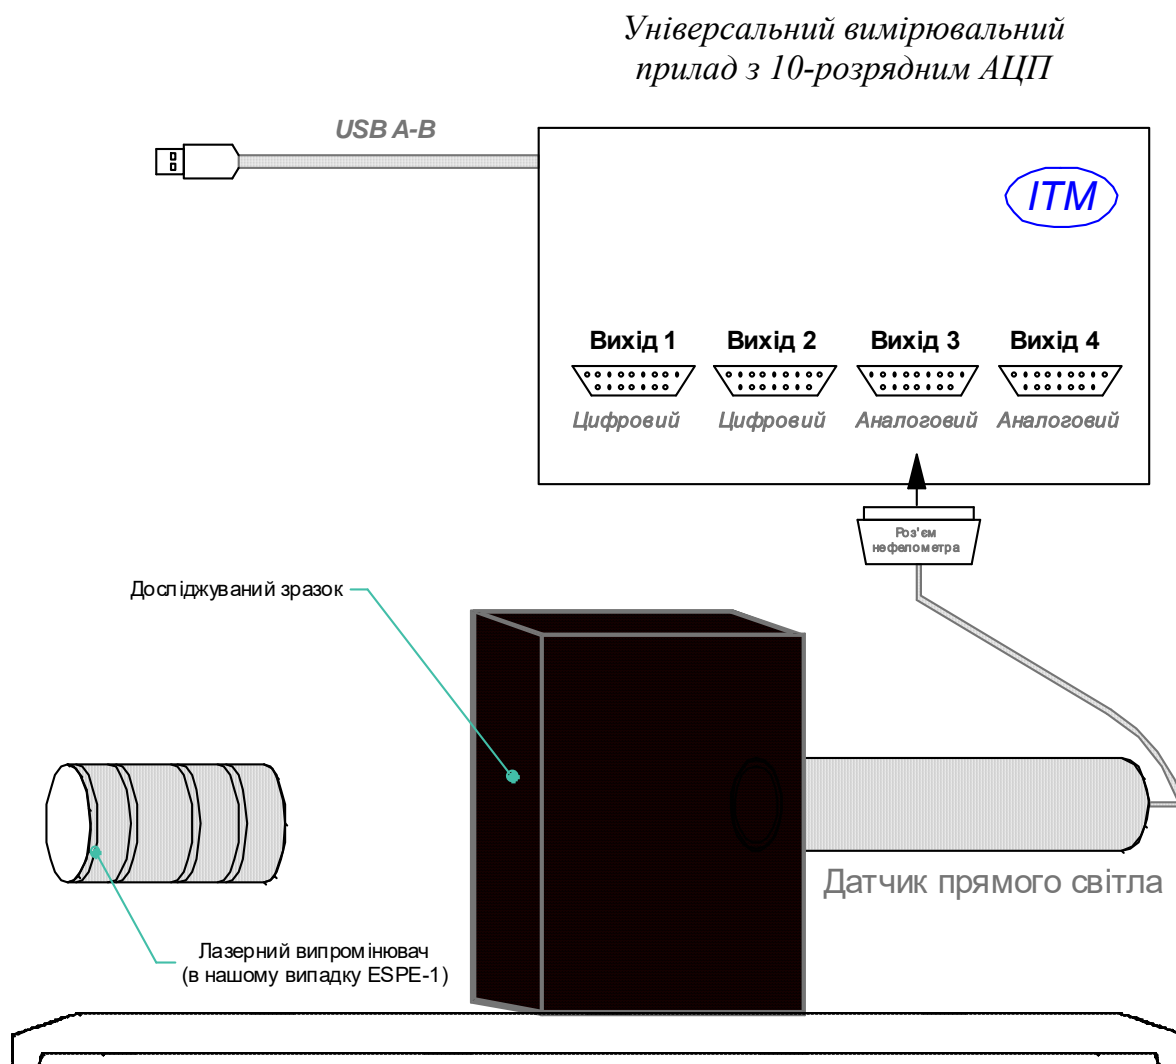 Універсальний вимірювальний
прилад з 10-розрядним АЦП
USB A-B
ITM
Вихід 1 Вихід 2 Вихід 3 Вихід 4
Цифровий Цифровий Аналоговий Аналоговий
Роз'єм
нефелометра
Досліджуваний зразок
Датчик прямого світла
Лазерний випромінювач
(в нашому випадку ESPE-1)